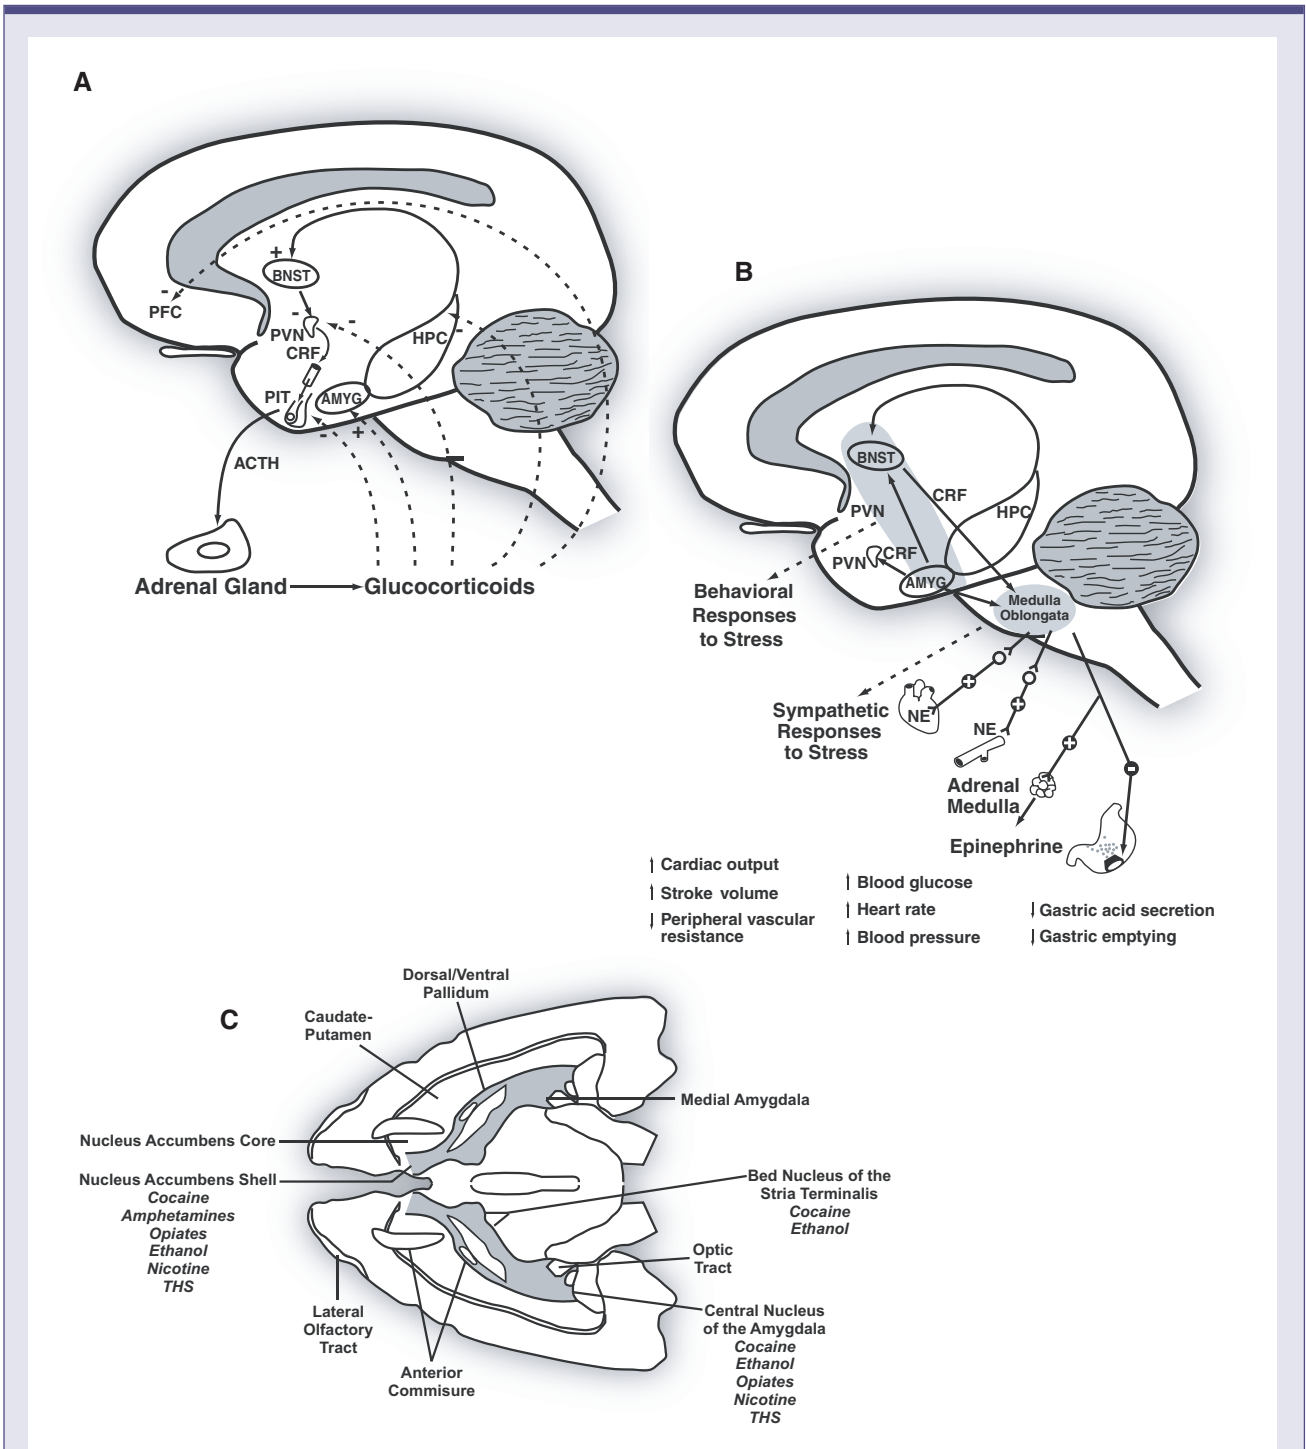 A
+
BNST
-
PFC
-
-
PVN
HPC
-
CRF
PIT
AMYG
-
+
ACTH
Adrenal Gland
Glucocorticoids
B
BNST
CRF
PVN
HPC
PVN
CRF
AMYG
Behavioral
Responses
to Stress
Medulla
Oblongata
Sympathetic
Responses
to Stress
NE
NE
+
+
+
-
Adrenal
Medulla
Epinephrine
↑ Cardiac output
↑ Stroke volume
↓ Peripheral vascular
resistance
↑ Blood glucose
↑ Heart rate
↑ Blood pressure
↓ Gastric acid secretion
↓ Gastric emptying
C
Dorsal/Ventral
Pallidum
Caudate-
Putamen
Medial Amygdala
Nucleus Accumbens Core
Nucleus Accumbens Shell
Cocaine
Amphetamines
Opiates
Ethanol
Nicotine
THS
Bed Nucleus of the
Stria Terminalis
Cocaine
Ethanol
Optic
Tract
Lateral
Olfactory
Tract
Central Nucleus
of the Amygdala
Cocaine
Ethanol
Opiates
Nicotine
THS
Anterior
Commisure